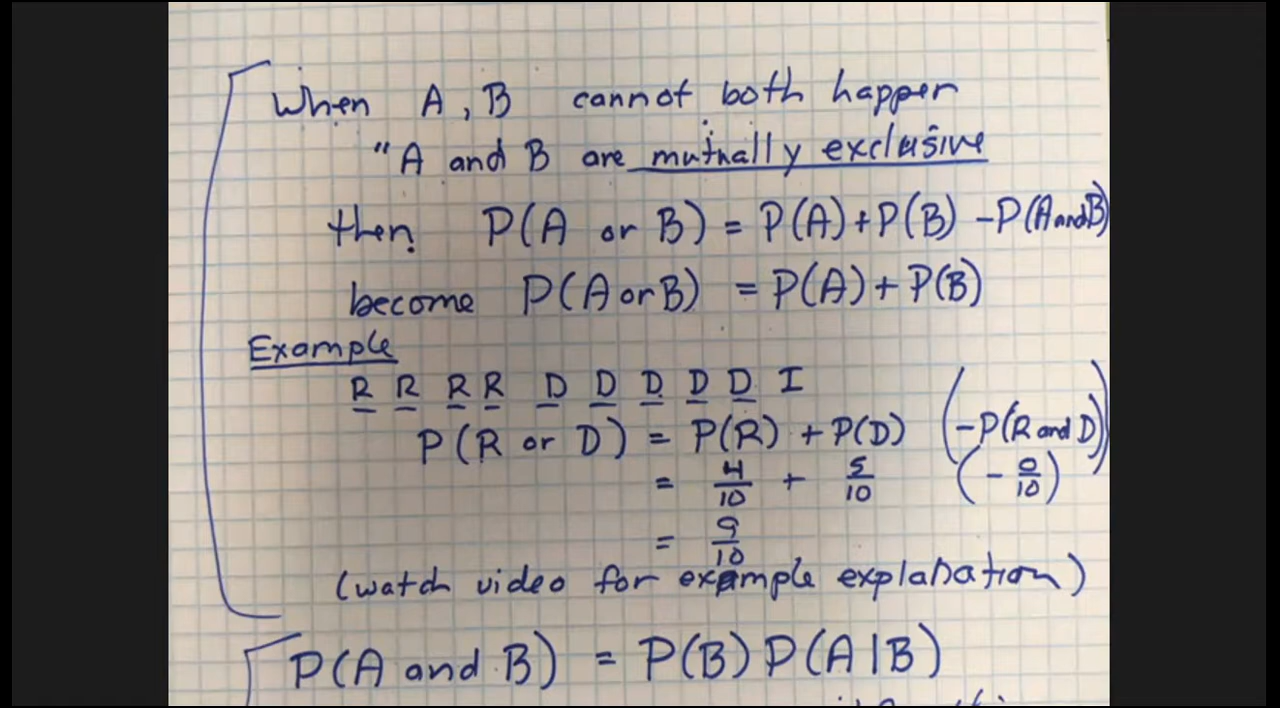 When A, B cannot both happen
"A and B are mutually exclusive
then P(A or B) = P(A) + P(B) - P(A and B)
become P(A or B) = P(A) + P(B)
Example
R R R R D D D D D I
P(R or D) = P(R) + P(D) (-P(R and D))
= 4/10 + 5/10 (- 0/10)
= 9/10
(watch video for example explanation)
P(A and B) = P(B) P(A|B)